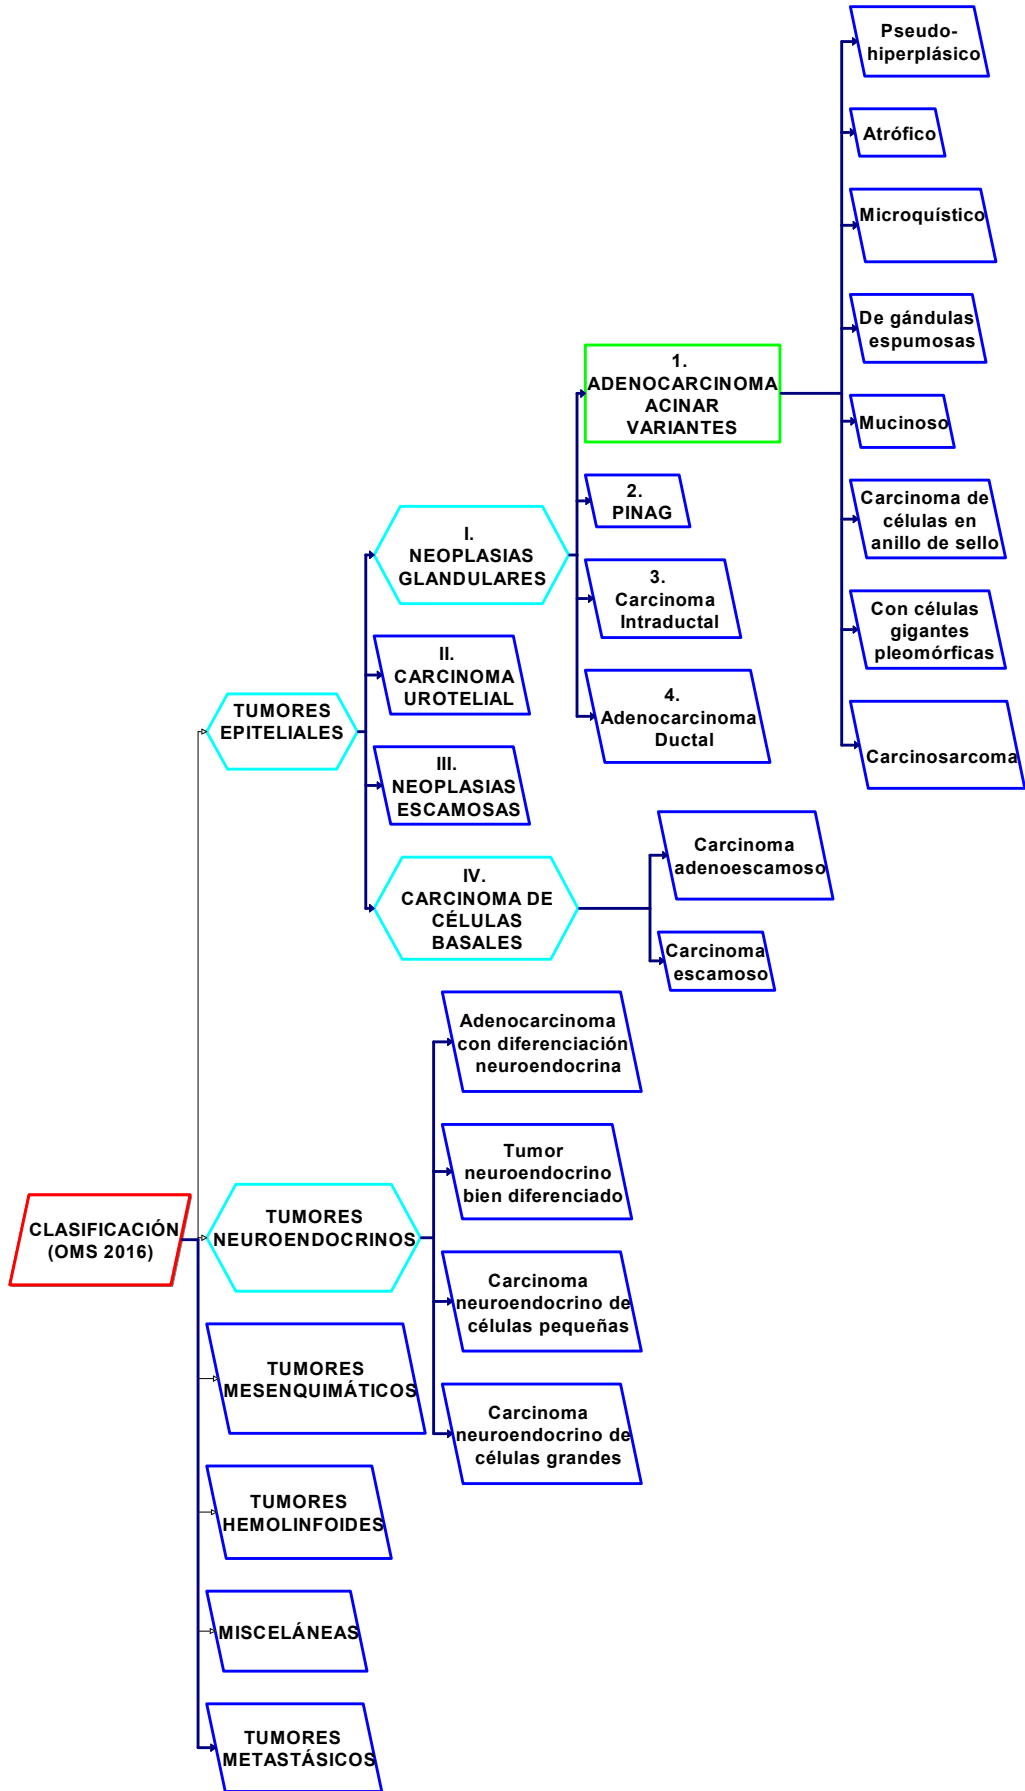 Pseudo-
hiperplásico
Atrófico
Microquístico
De gándulas
espumosas
Mucinoso
Carcinoma de
células en
anillo de sello
Con células
gigantes
pleomórficas
Carcinosarcoma
1.
ADENOCARCINOMA
ACINAR
VARIANTES
2.
PINAG
3.
Carcinoma
Intraductal
4.
Adenocarcinoma
Ductal
I.
NEOPLASIAS
GLANDULARES
II.
CARCINOMA
UROTELIAL
III.
NEOPLASIAS
ESCAMOSAS
IV.
CARCINOMA DE
CÉLULAS
BASALES
Carcinoma
adenoescamoso
Carcinoma
escamoso
TUMORES
EPITELIALES
Adenocarcinoma
con diferenciación
neuroendocrina
Tumor
neuroendocrino
bien diferenciado
Carcinoma
neuroendocrino de
células pequeñas
Carcinoma
neuroendocrino de
células grandes
TUMORES
NEUROENDOCRINOS
CLASIFICACIÓN
(OMS 2016)
TUMORES
MESENQUIMÁTICOS
TUMORES
HEMOLINFOIDES
MISCELÁNEAS
TUMORES
METASTÁSICOS